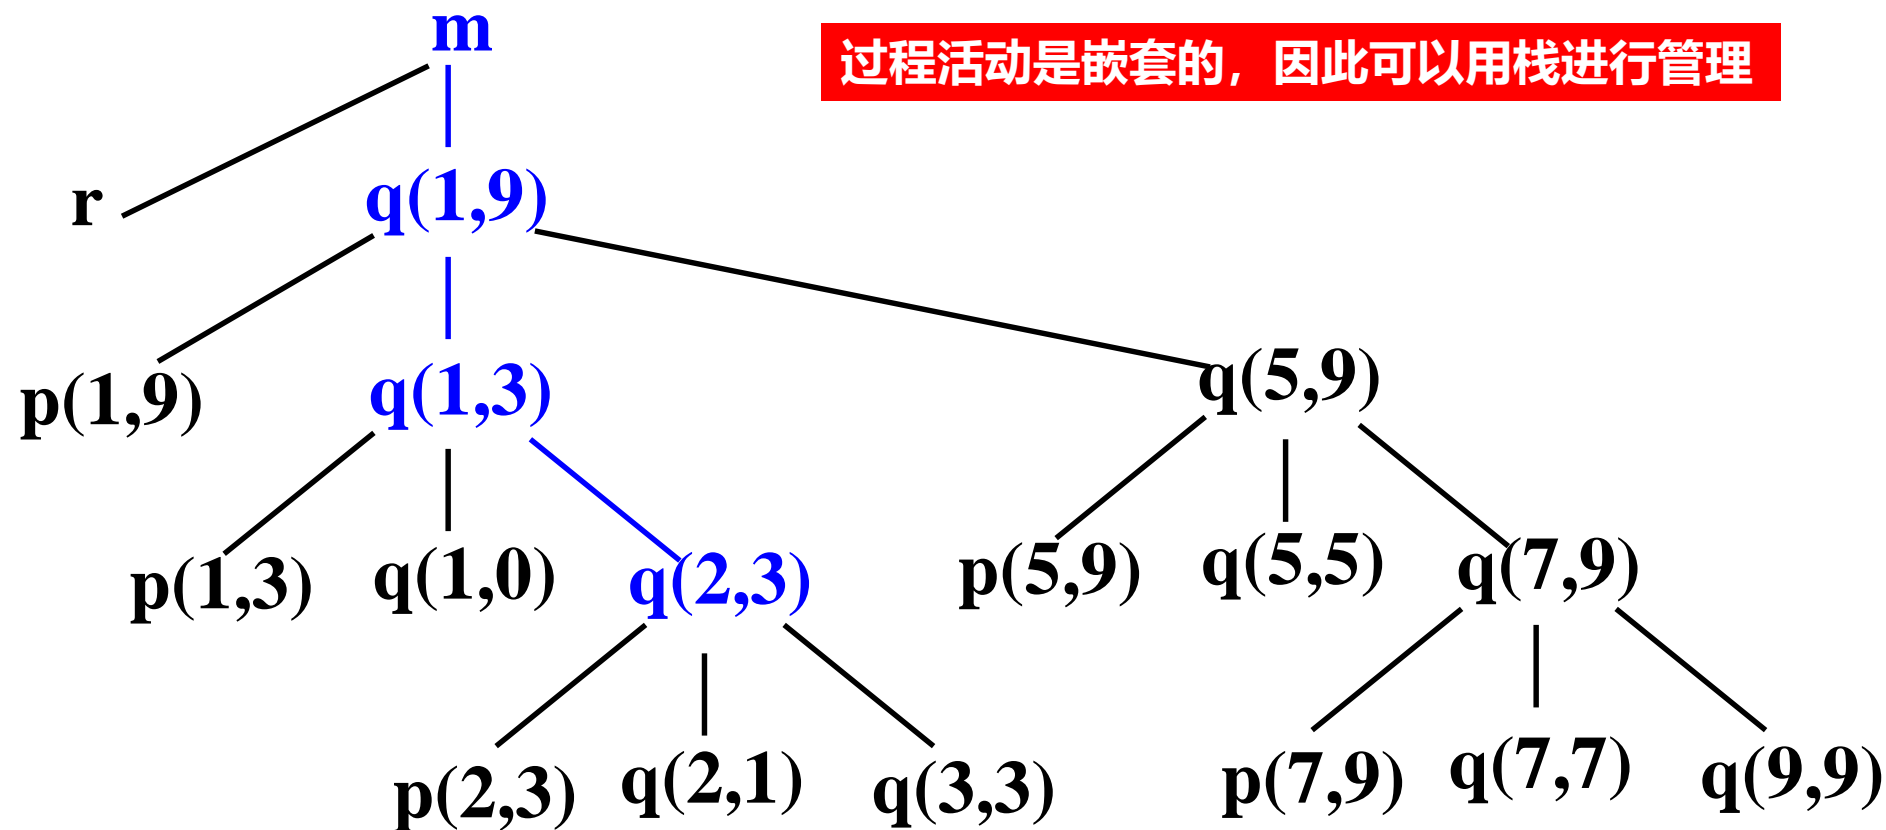 m
过程活动是嵌套的，因此可以用栈进行管理
r
q(1,9)
p(1,9)
q(1,3)
q(5,9)
p(1,3)
q(1,0)
q(2,3)
p(5,9)
q(5,5)
q(7,9)
p(2,3)
q(2,1)
q(3,3)
p(7,9)
q(7,7)
q(9,9)